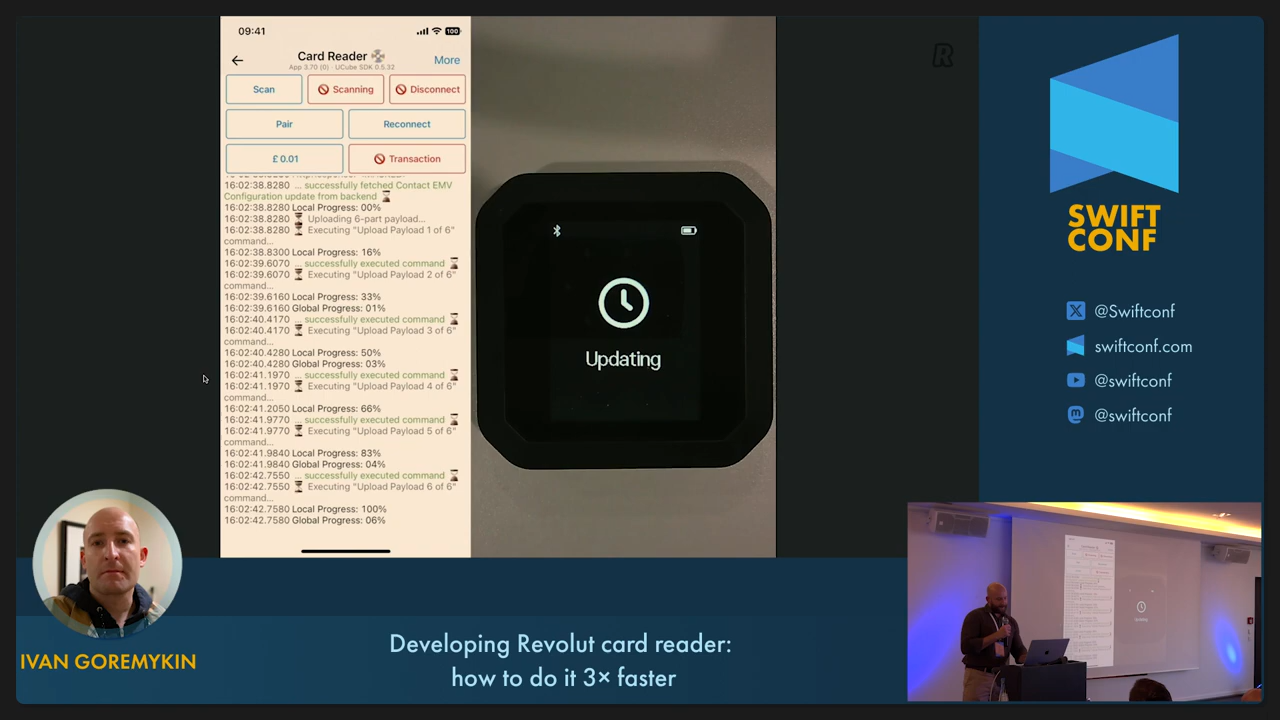 09:41
100
Card Reader
More
App 3.70 (0) · UCube SDK 0.5.32
Scan
Scanning
Disconnect
Pair
Reconnect
£ 0.01
Transaction
16:02:38.8280 ... successfully fetched Contact EMV
Configuration update from backend
16:02:38.8280 Local Progress: 00%
16:02:38.8280 Uploading 6-part payload...
16:02:38.8280 Executing "Upload Payload 1 of 6"
command...
16:02:38.8300 Local Progress: 16%
16:02:39.6070 ... successfully executed command
16:02:39.6070 Executing "Upload Payload 2 of 6"
command...
16:02:39.6160 Local Progress: 33%
16:02:39.6160 Global Progress: 01%
16:02:40.4170 ... successfully executed command
16:02:40.4170 Executing "Upload Payload 3 of 6"
command...
16:02:40.4280 Local Progress: 50%
16:02:40.4280 Global Progress: 03%
16:02:41.1970 ... successfully executed command
16:02:41.1970 Executing "Upload Payload 4 of 6"
command...
16:02:41.2050 Local Progress: 66%
16:02:41.9770 ... successfully executed command
16:02:41.9770 Executing "Upload Payload 5 of 6"
command...
16:02:41.9840 Local Progress: 83%
16:02:41.9840 Global Progress: 04%
16:02:42.7550 ... successfully executed command
16:02:42.7550 Executing "Upload Payload 6 of 6"
command...
16:02:42.7580 Local Progress: 100%
16:02:42.7580 Global Progress: 06%
Updating
R
SWIFT
CONF
@Swiftconf
swiftconf.com
@swiftconf
@swiftconf
IVAN GOREMYKIN
Developing Revolut card reader:
how to do it 3× faster